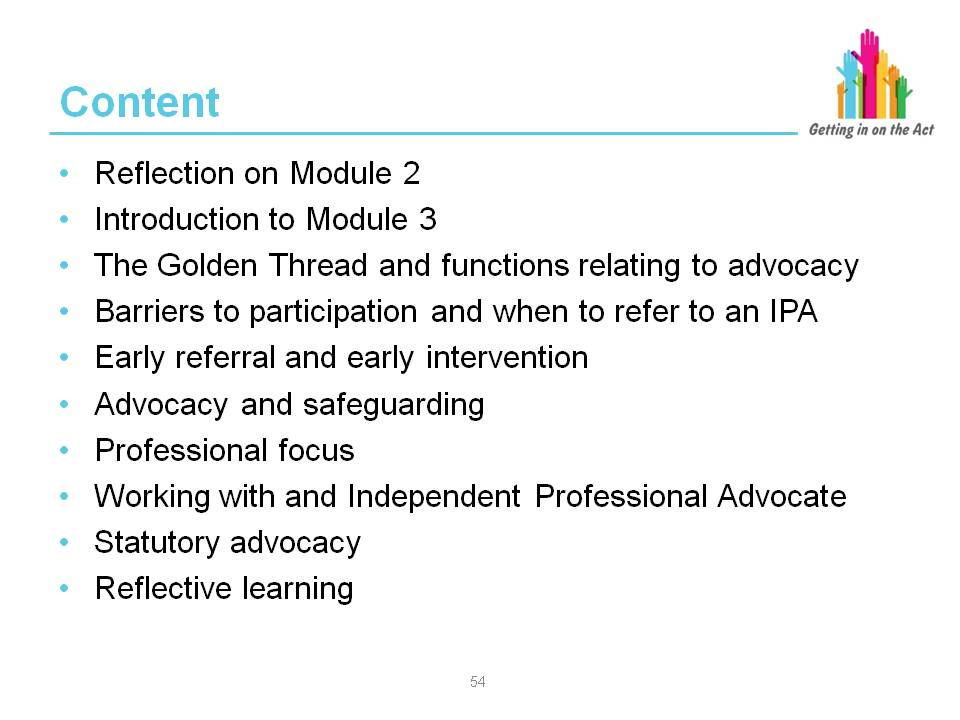 Content
Getting in on the Act
• Reflection on Module 2
• Introduction to Module 3
• The Golden Thread and functions relating to advocacy
• Barriers to participation and when to refer to an IPA
• Early referral and early intervention
• Advocacy and safeguarding
• Professional focus
• Working with and Independent Professional Advocate
• Statutory advocacy
• Reflective learning
54